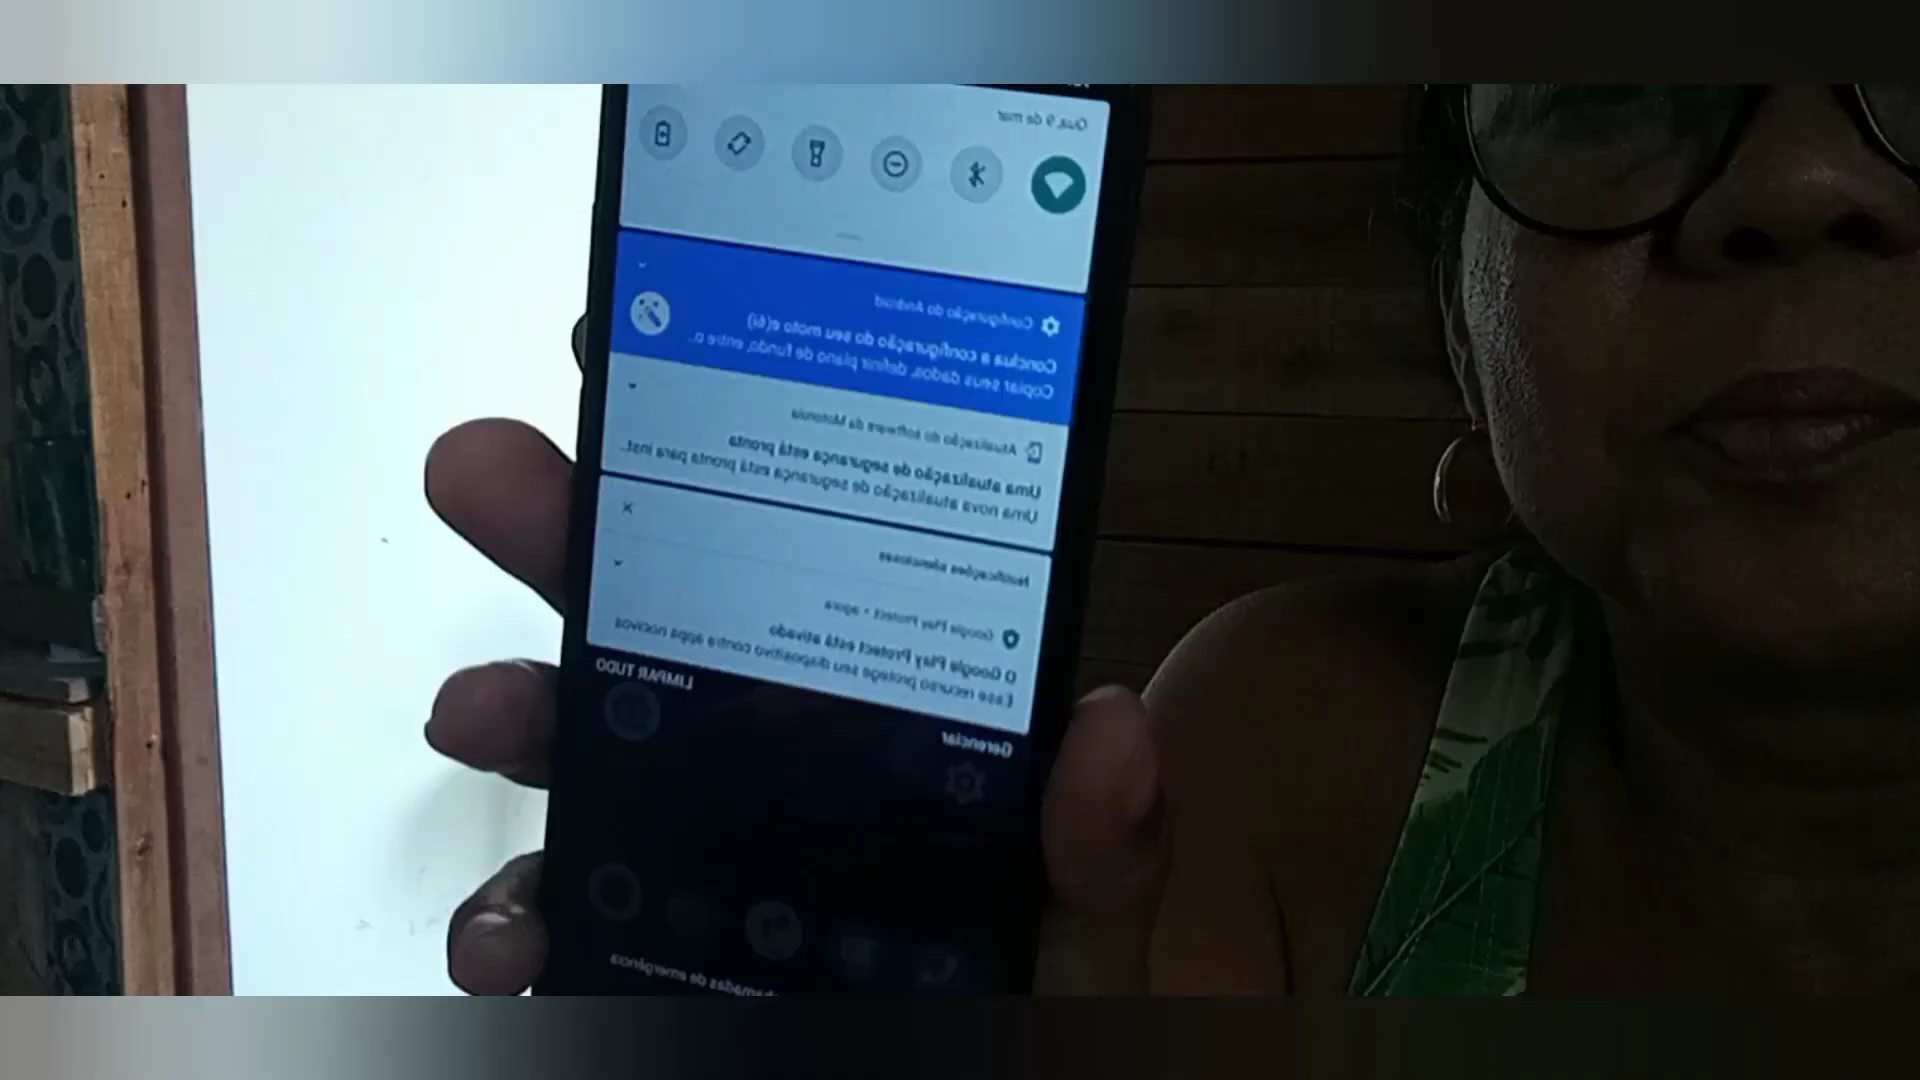 Qua, 9 de mar
Configuração do Android
Conclua a configuração do seu moto e(6i)
Copiar seus dados, definir plano de fundo, entre o...
Atualização do software da Motorola
Uma atualização de segurança está pronta
Uma nova atualização de segurança está pronta para inst...
Notificações silenciosas
Google Play Protect • agora
O Google Play Protect está ativado
Esse recurso protege seu dispositivo contra apps nocivos
LIMPAR TUDO
Gerenciar
chamadas de emergência